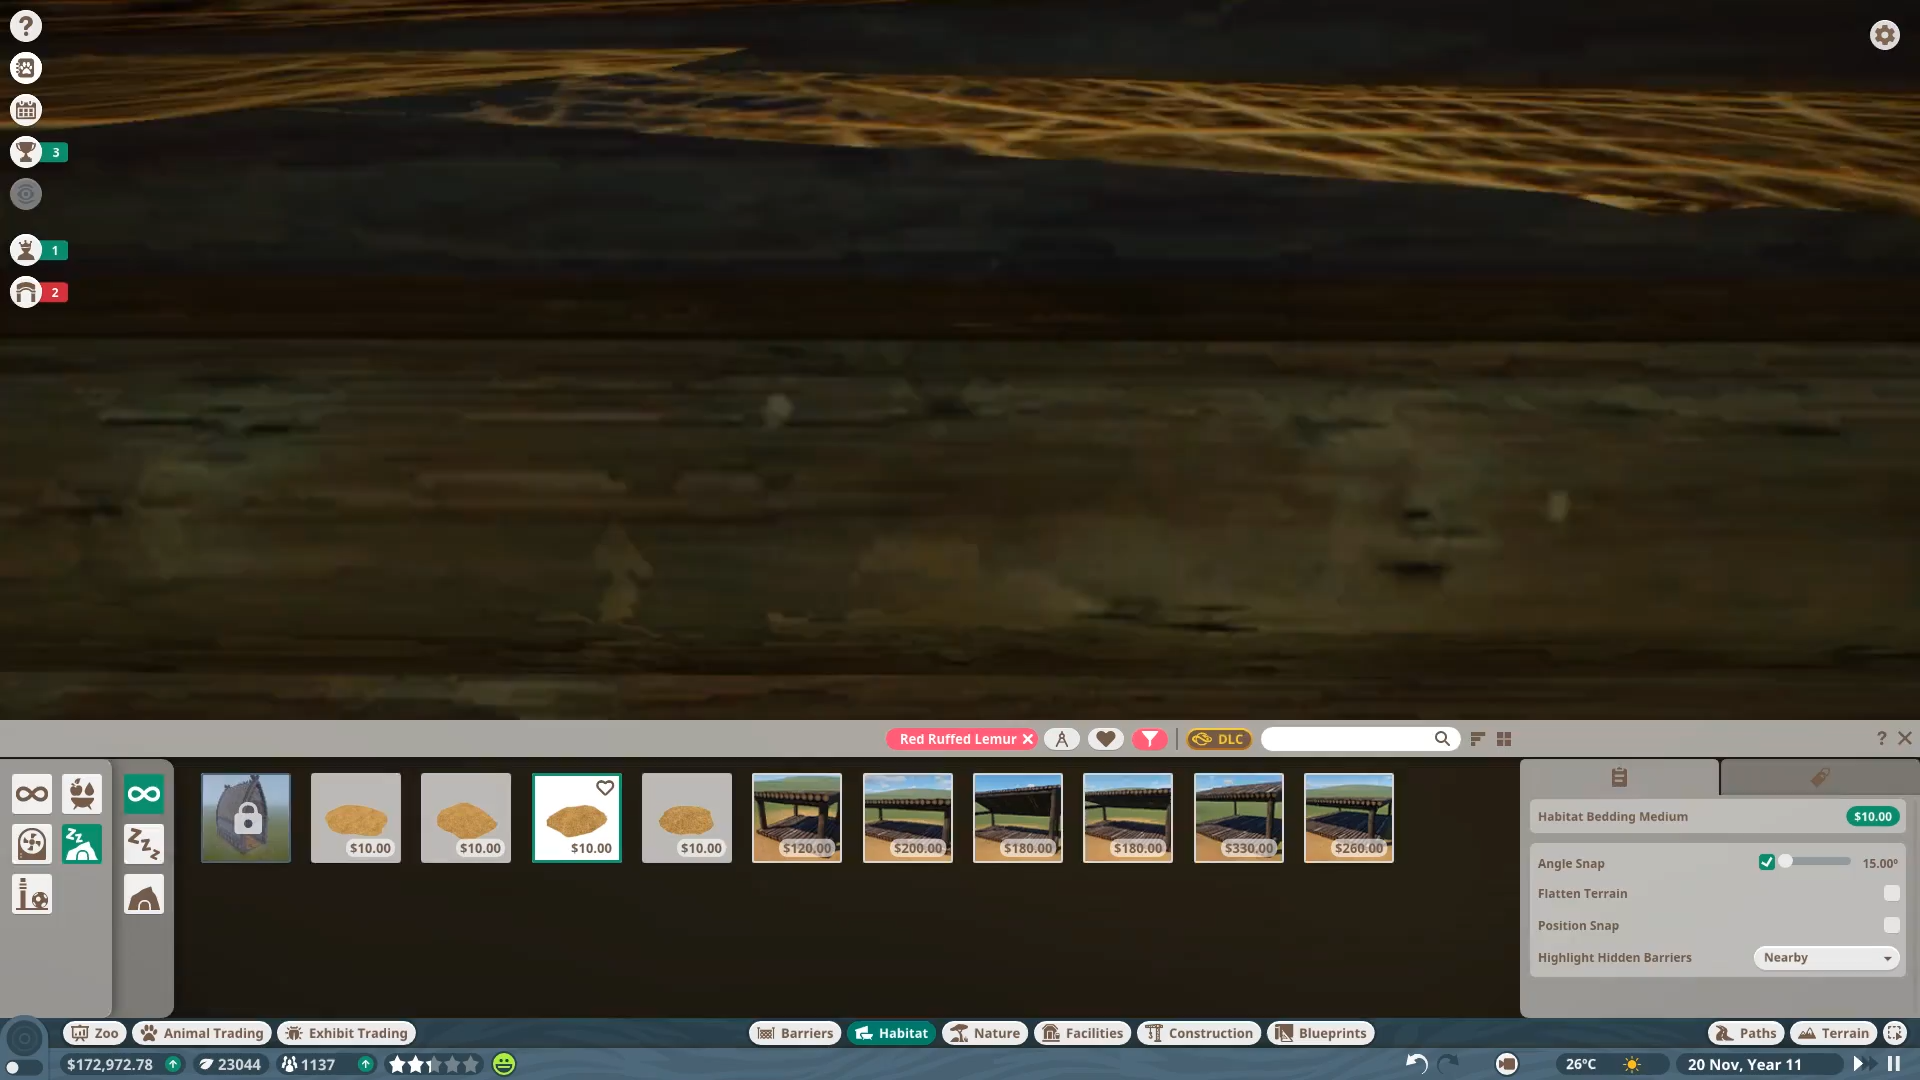 3
1
2
Red Ruffed Lemur
DLC
$10.00
$10.00
$10.00
$10.00
$120.00
$200.00
$180.00
$180.00
$330.00
$260.00
Habitat Bedding Medium $10.00
Angle Snap 15.00°
Flatten Terrain
Position Snap
Highlight Hidden Barriers Nearby
Zoo Animal Trading Exhibit Trading Barriers Habitat Nature Facilities Construction Blueprints Paths Terrain
$172,972.78 23044 1137 26°C 20 Nov, Year 11